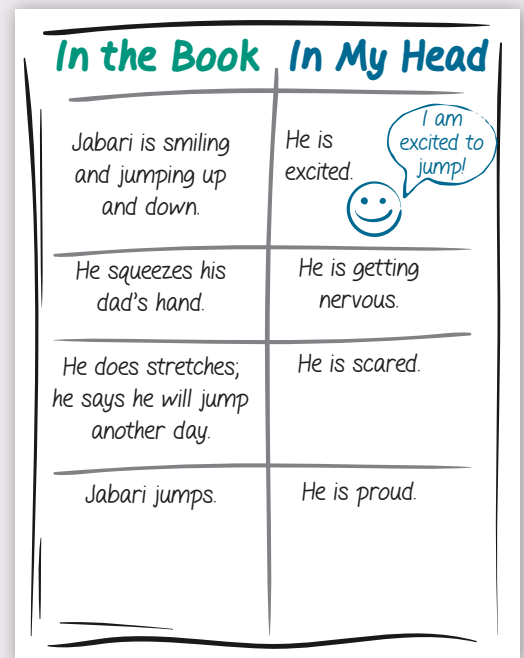 In the Book
In My Head
Jabari is smiling
and jumping up
and down.
He is
excited.
I am
excited to
jump!
He squeezes his
dad's hand.
He is getting
nervous.
He does stretches;
he says he will jump
another day.
He is scared.
Jabari jumps.
He is proud.